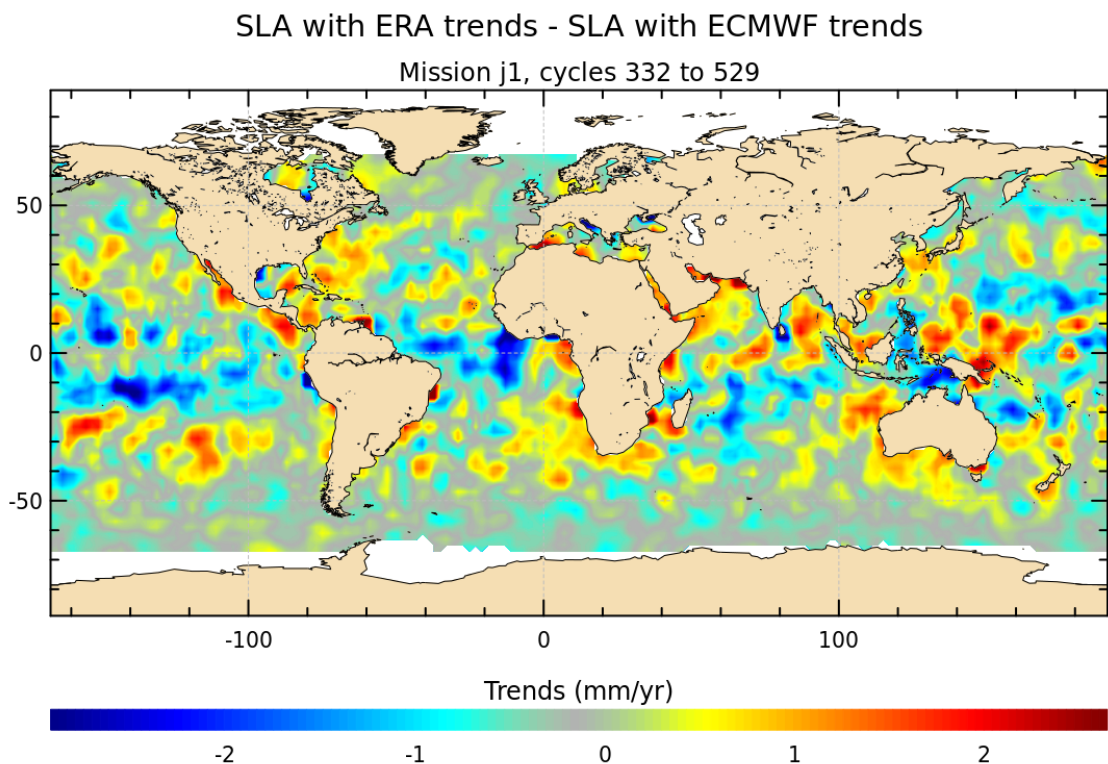 SLA with ERA trends - SLA with ECMWF trends
Mission j1, cycles 332 to 529
50
0
-50
-100 0 100
Trends (mm/yr)
-2 -1 0 1 2